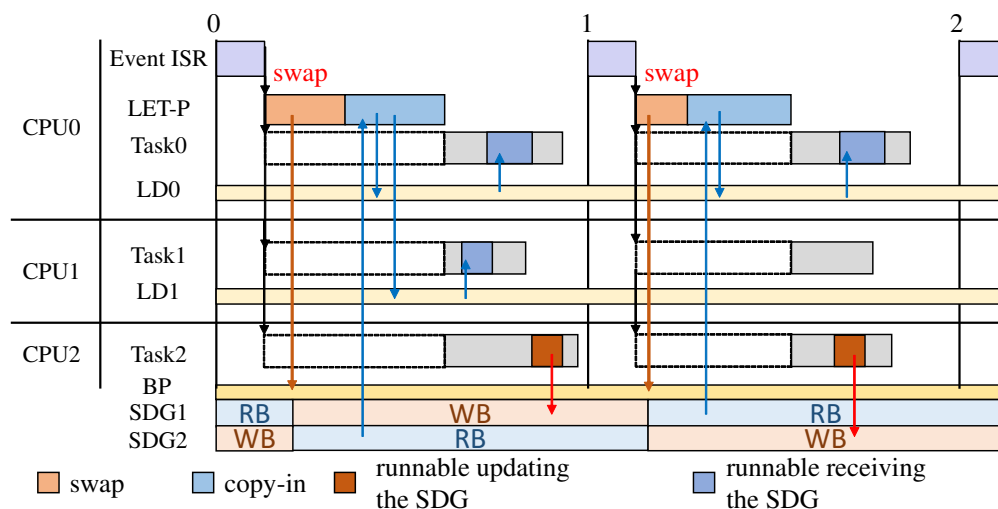 0 1 2
Event ISR
swap swap
LET-P
CPU0
Task0
LD0
Task1
CPU1
LD1
CPU2 Task2
BP
SDG1 RB WB RB
SDG2 WB RB WB
swap copy-in runnable updating the SDG runnable receiving the SDG